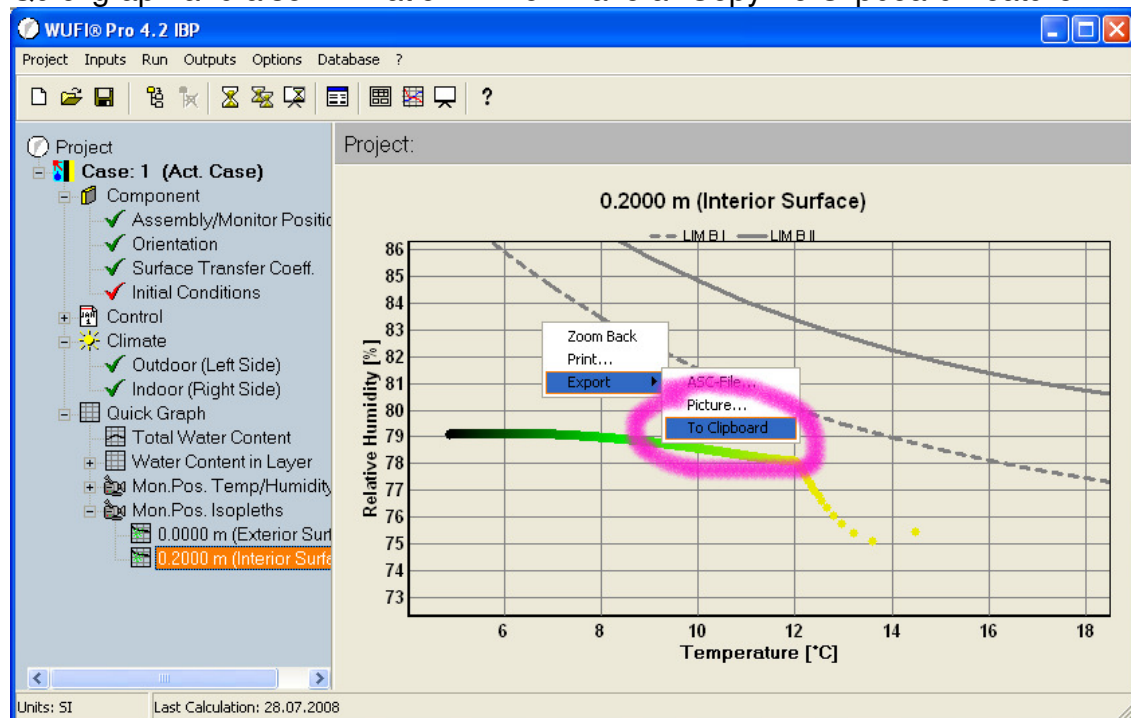 WUFI® Pro 4.2 IBP
Project Inputs Run Outputs Options Database ?
?
Project
Case: 1 (Act. Case)
Component
Assembly/Monitor Positic
Orientation
Surface Transfer Coeff.
Initial Conditions
Control
Climate
Outdoor (Left Side)
Indoor (Right Side)
Quick Graph
Total Water Content
Water Content in Layer
Mon.Pos. Temp/Humidity
Mon.Pos. Isopleths
0.0000 m (Exterior Surf
0.2000 m (Interior Surfa
Project:
0.2000 m (Interior Surface)
LIM B I LIM B II
Relative Humidity [%]
86
85
84
83
82
81
80
79
78
77
76
75
74
73
Zoom Back
Print...
Export
ASC-File...
Picture...
To Clipboard
6 8 10 12 14 16 18
Temperature [°C]
Units: SI Last Calculation: 28.07.2008